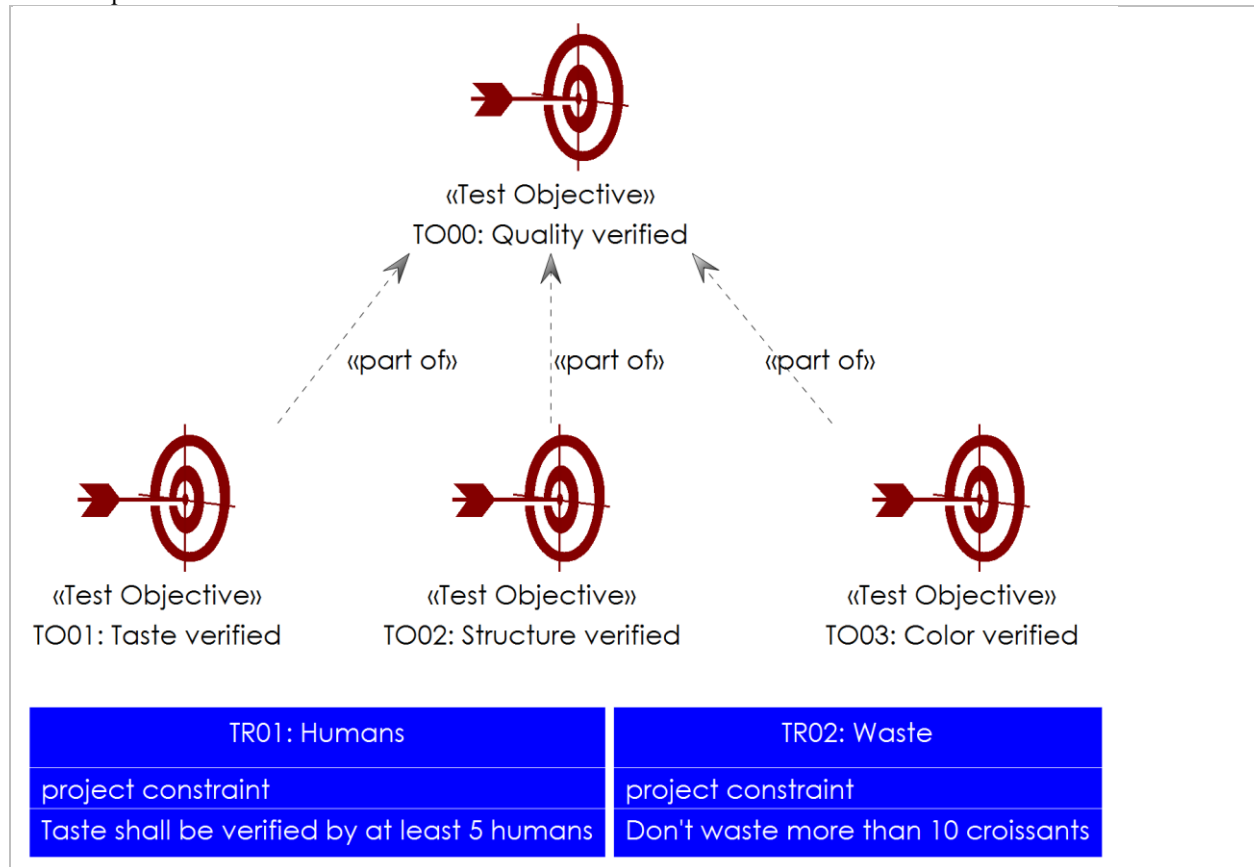 «Test Objective»
TO00: Quality verified
«part of» «part of» «part of»
«Test Objective» «Test Objective» «Test Objective»
TO01: Taste verified TO02: Structure verified TO03: Color verified
TR01: Humans
project constraint
Taste shall be verified by at least 5 humans
TR02: Waste
project constraint
Don't waste more than 10 croissants